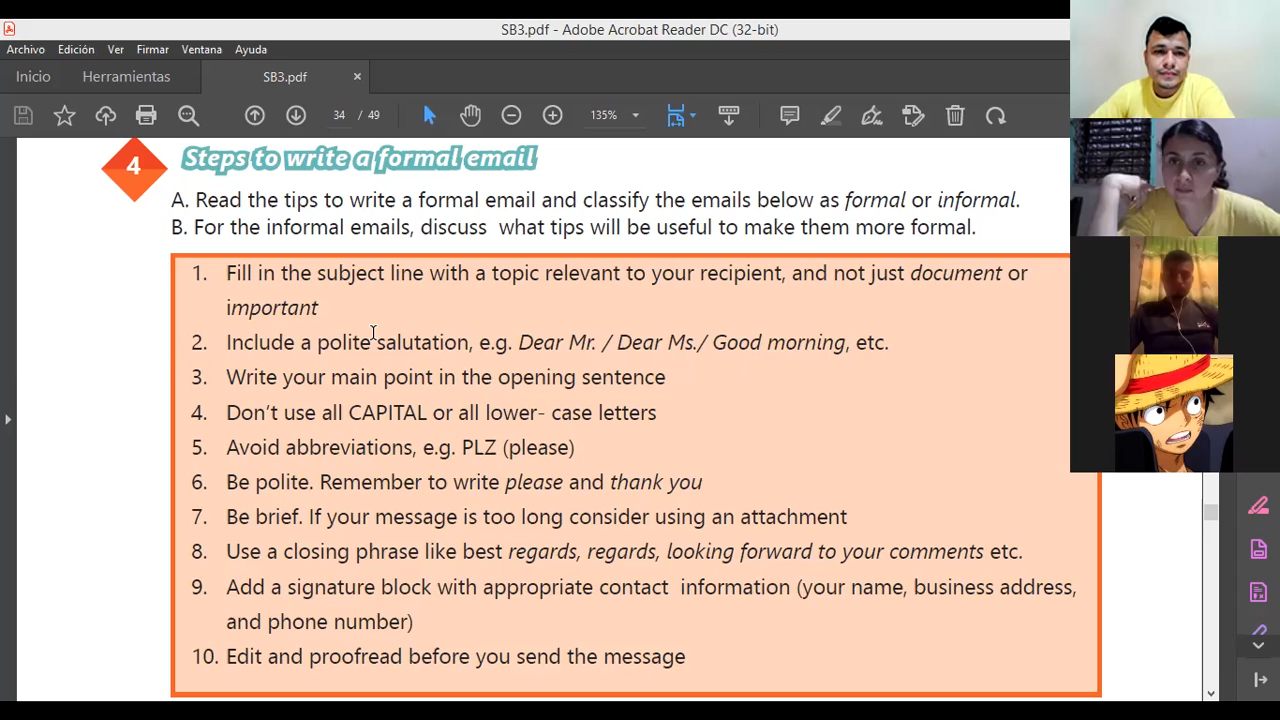 SB3.pdf - Adobe Acrobat Reader DC (32-bit)
Archivo Edición Ver Firmar Ventana Ayuda
Inicio Herramientas SB3.pdf ×
34 / 49 135%
4 Steps to write a formal email
A. Read the tips to write a formal email and classify the emails below as formal or informal.
B. For the informal emails, discuss what tips will be useful to make them more formal.
1. Fill in the subject line with a topic relevant to your recipient, and not just document or
important
2. Include a polite salutation, e.g. Dear Mr. / Dear Ms./ Good morning, etc.
3. Write your main point in the opening sentence
4. Don't use all CAPITAL or all lower- case letters
5. Avoid abbreviations, e.g. PLZ (please)
6. Be polite. Remember to write please and thank you
7. Be brief. If your message is too long consider using an attachment
8. Use a closing phrase like best regards, regards, looking forward to your comments etc.
9. Add a signature block with appropriate contact information (your name, business address,
and phone number)
10. Edit and proofread before you send the message